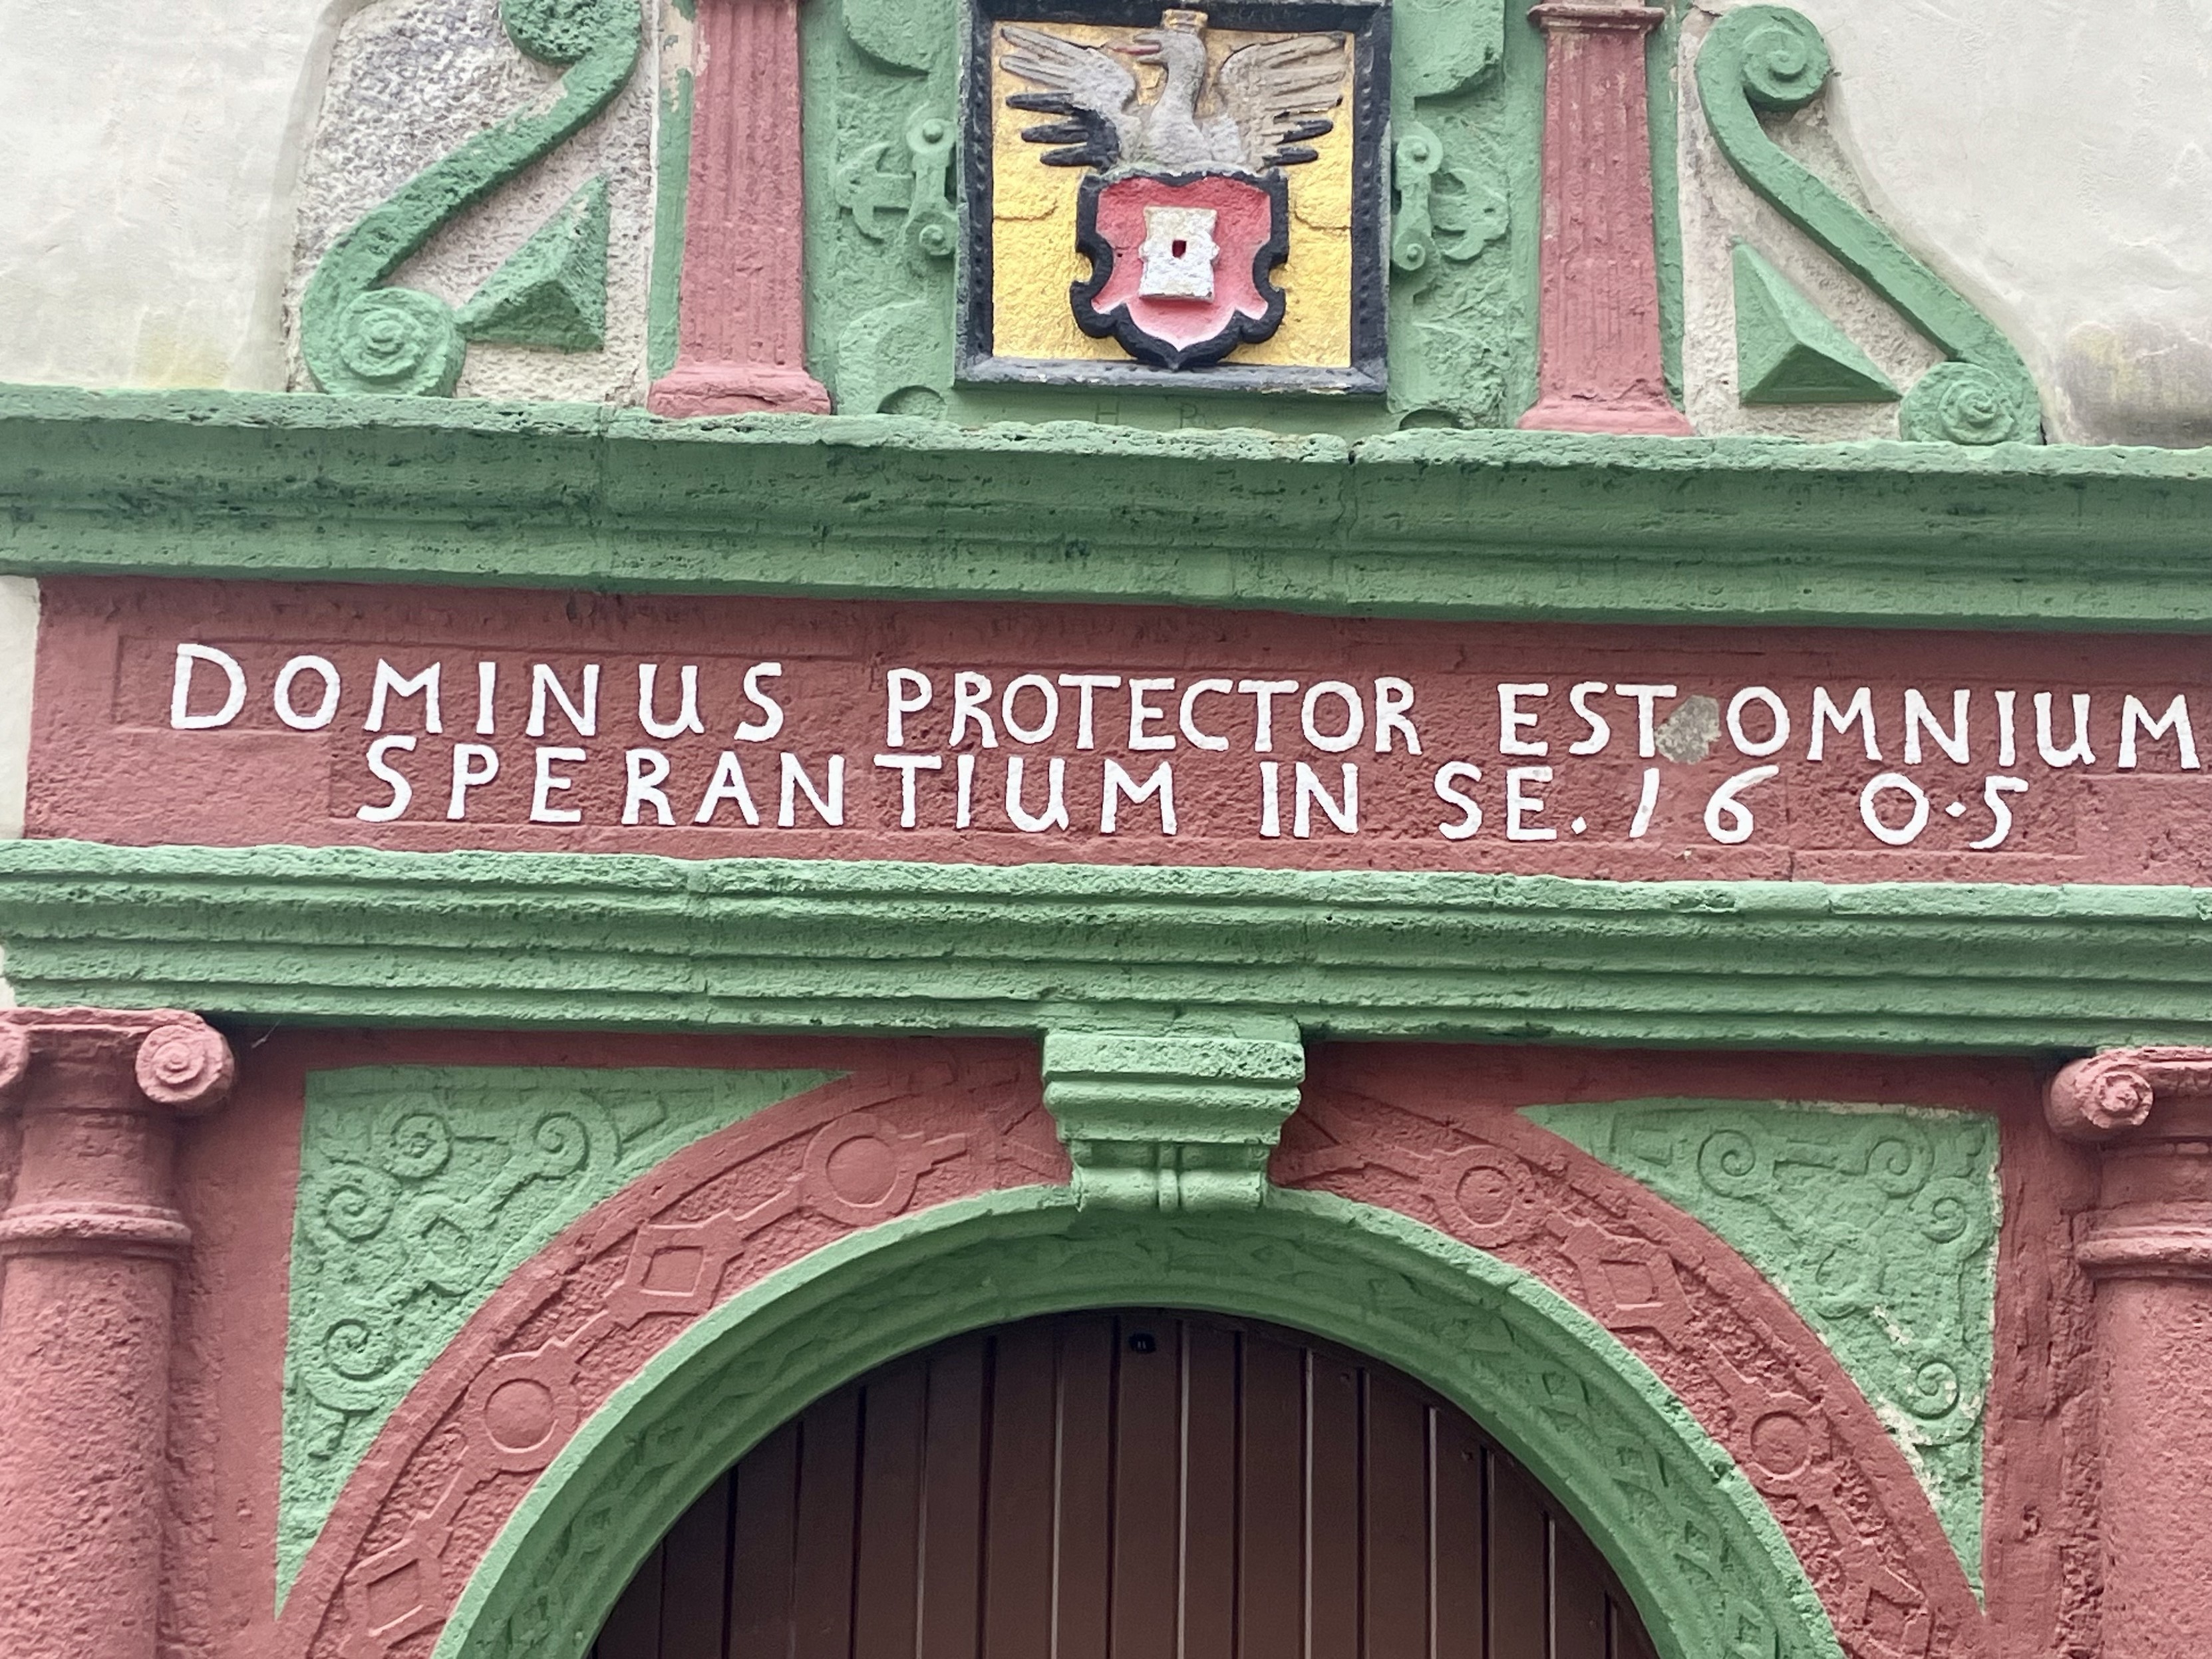 DOMINUS PROTECTOR EST OMNIUM
SPERANTIUM IN SE. 16 0·5